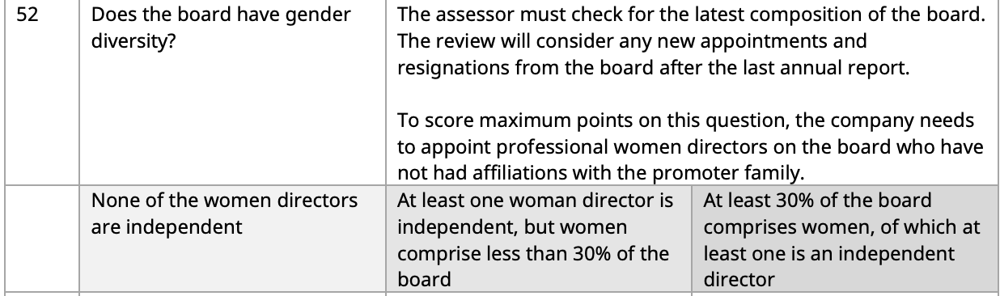 52
Does the board have gender
diversity?
The assessor must check for the latest composition of the board.
The review will consider any new appointments and
resignations from the board after the last annual report.
To score maximum points on this question, the company needs
to appoint professional women directors on the board who have
not had affiliations with the promoter family.
None of the women directors
are independent
At least one woman director is
independent, but women
comprise less than 30% of the
board
At least 30% of the board
comprises women, of which at
least one is an independent
director